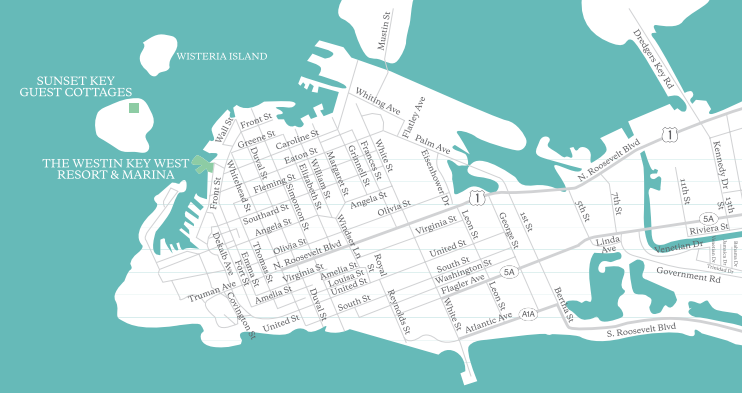 Mustin St
Dredgers Key Rd
WISTERIA ISLAND
SUNSET KEY
GUEST COTTAGES
Whiting Ave
Flatley Ave
Palm Ave
Wall St
Front St
Greene St
Caroline St
Eaton St
Duval St
Fleming St
Whitehead St
Simonton St
Elizabeth St
William St
Margaret St
Grinnell St
Frances St
White St
Eisenhower Dr
N. Roosevelt Blvd
1
Kennedy Dr
13th
St
11th St
7th St
5th St
THE WESTIN KEY WEST
RESORT & MARINA
Front St
Southard St
Angela St
Angela St
Olivia St
Olivia St
Windsor Ln
N. Roosevelt Blvd
1
Virginia St
Leon St
George St
1st St
5A
Riviera St
Linda
Ave
Venetian Dr
Government Rd
Trinidad Dr
Dekalb Ave
Fort St
Emma St
Thomas St
Virginia St
Amelia St
Amelia St
Louisa St
United St
Royal
St
United St
South St
Washington St
Flagler Ave
5A
Truman Ave
Covington St
United St
Duval St
South St
Reynolds St
White St
Leon St
Atlantic Ave
A1A
Bertha St
S. Roosevelt Blvd